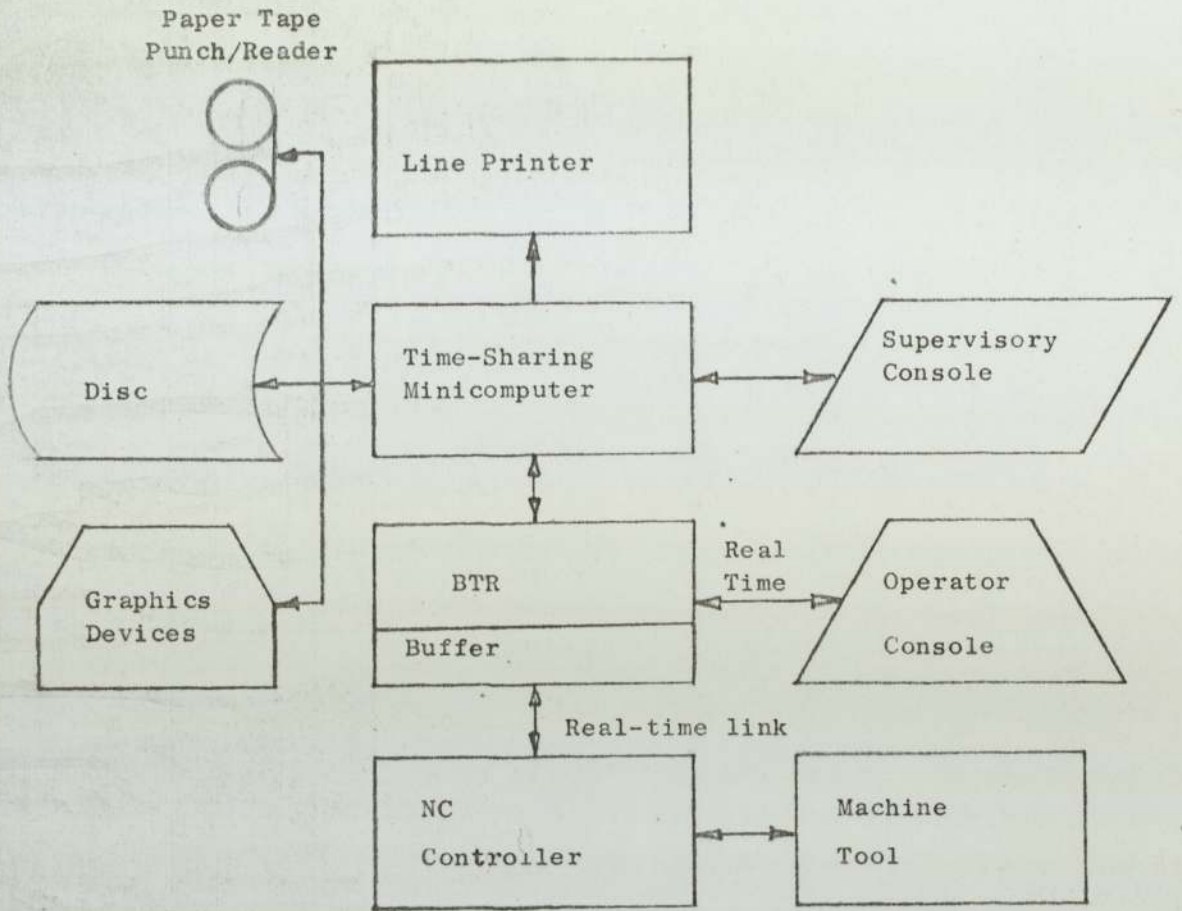 Paper Tape
Punch/Reader
Line Printer
Disc
Time-Sharing
Minicomputer
Supervisory
Console
Graphics
Devices
BTR
Buffer
Real
Time
Operator
Console
Real-time link
NC
Controller
Machine
Tool